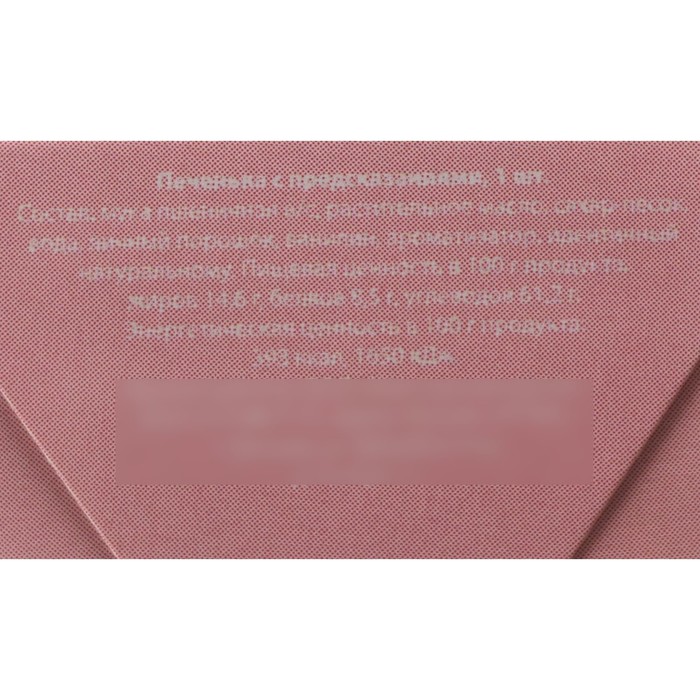 Печенька с предсказаниями, 1 шт.
Состав: мука пшеничная в/с, растительное масло, сахар-песок,
вода, яичный порошок, ванилин, ароматизатор, идентичный
натуральному. Пищевая ценность в 100 г продукта:
жиров 14,6 г, белков 8,5 г, углеводов 61,2 г.
Энергетическая ценность в 100 г продукта:
393 ккал, 1650 кДж